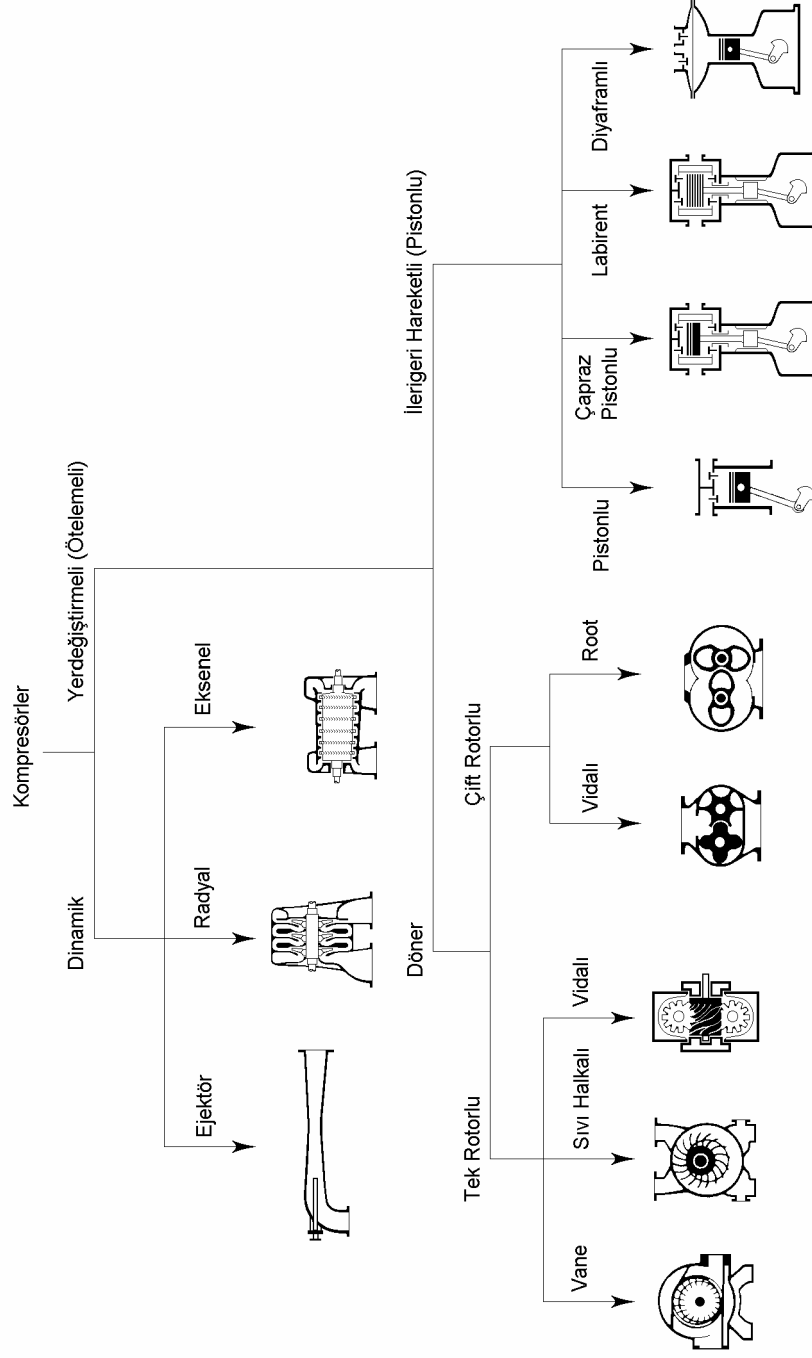 Kompresörler
Dinamik
Yerdeğiştirmeli (Ötelemeli)
Ejektör
Radyal
Eksenel
Döner
İlerigeri Hareketli (Pistonlu)
Tek Rotorlu
Çift Rotorlu
Vane
Sıvı Halkalı
Vidalı
Vidalı
Root
Pistonlu
Çapraz
Pistonlu
Labirent
Diyaframlı